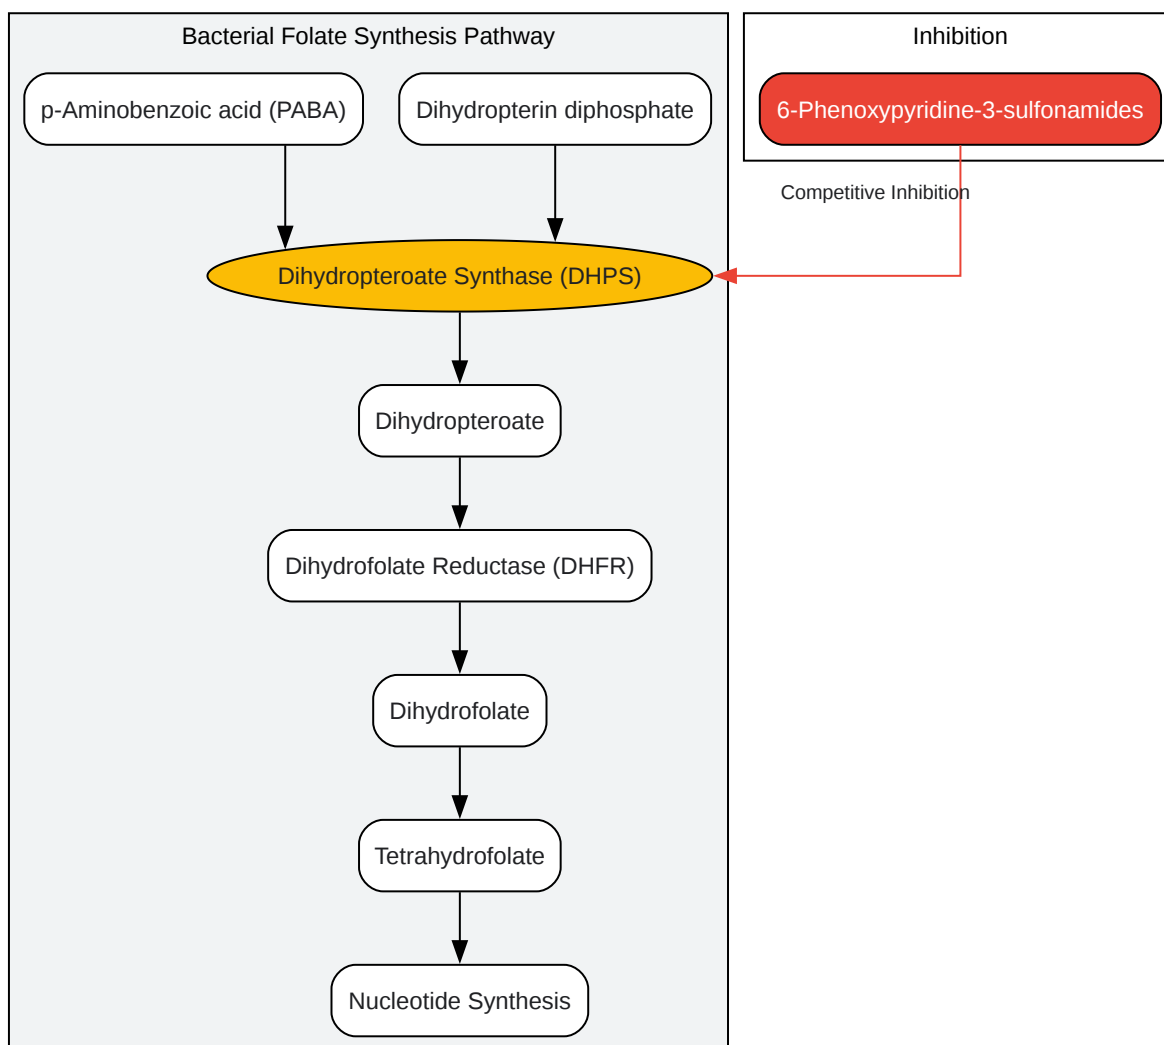 Bacterial Folate Synthesis Pathway
Inhibition
p-Aminobenzoic acid (PABA)
Dihydropterin diphosphate
6-Phenoxypyridine-3-sulfonamides
Competitive Inhibition
Dihydropteroate Synthase (DHPS)
Dihydropteroate
Dihydrofolate Reductase (DHFR)
Dihydrofolate
Tetrahydrofolate
Nucleotide Synthesis